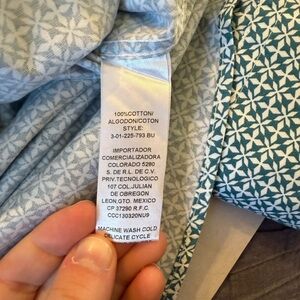 100%COTTON/
ALGODON/COTON
STYLE:
3-01-225-793 BU
IMPORTADOR
COMERCIALIZADORA
COLORADO 5280
S. DE R.L. DE C.V.
PRIV.TECNOLOGICO
107 COL.JULIAN
DE OBREGON
LEON,GTO. MEXICO
CP 37290 R.F.C.
CCC130320NU9
MACHINE WASH COLD
DELICATE CYCLE